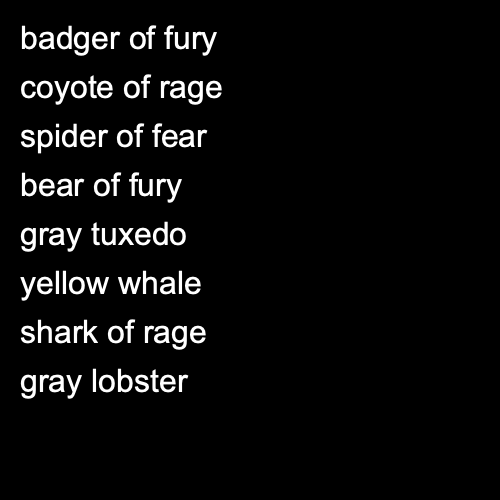 badger of fury
coyote of rage
spider of fear
bear of fury
gray tuxedo
yellow whale
shark of rage
gray lobster